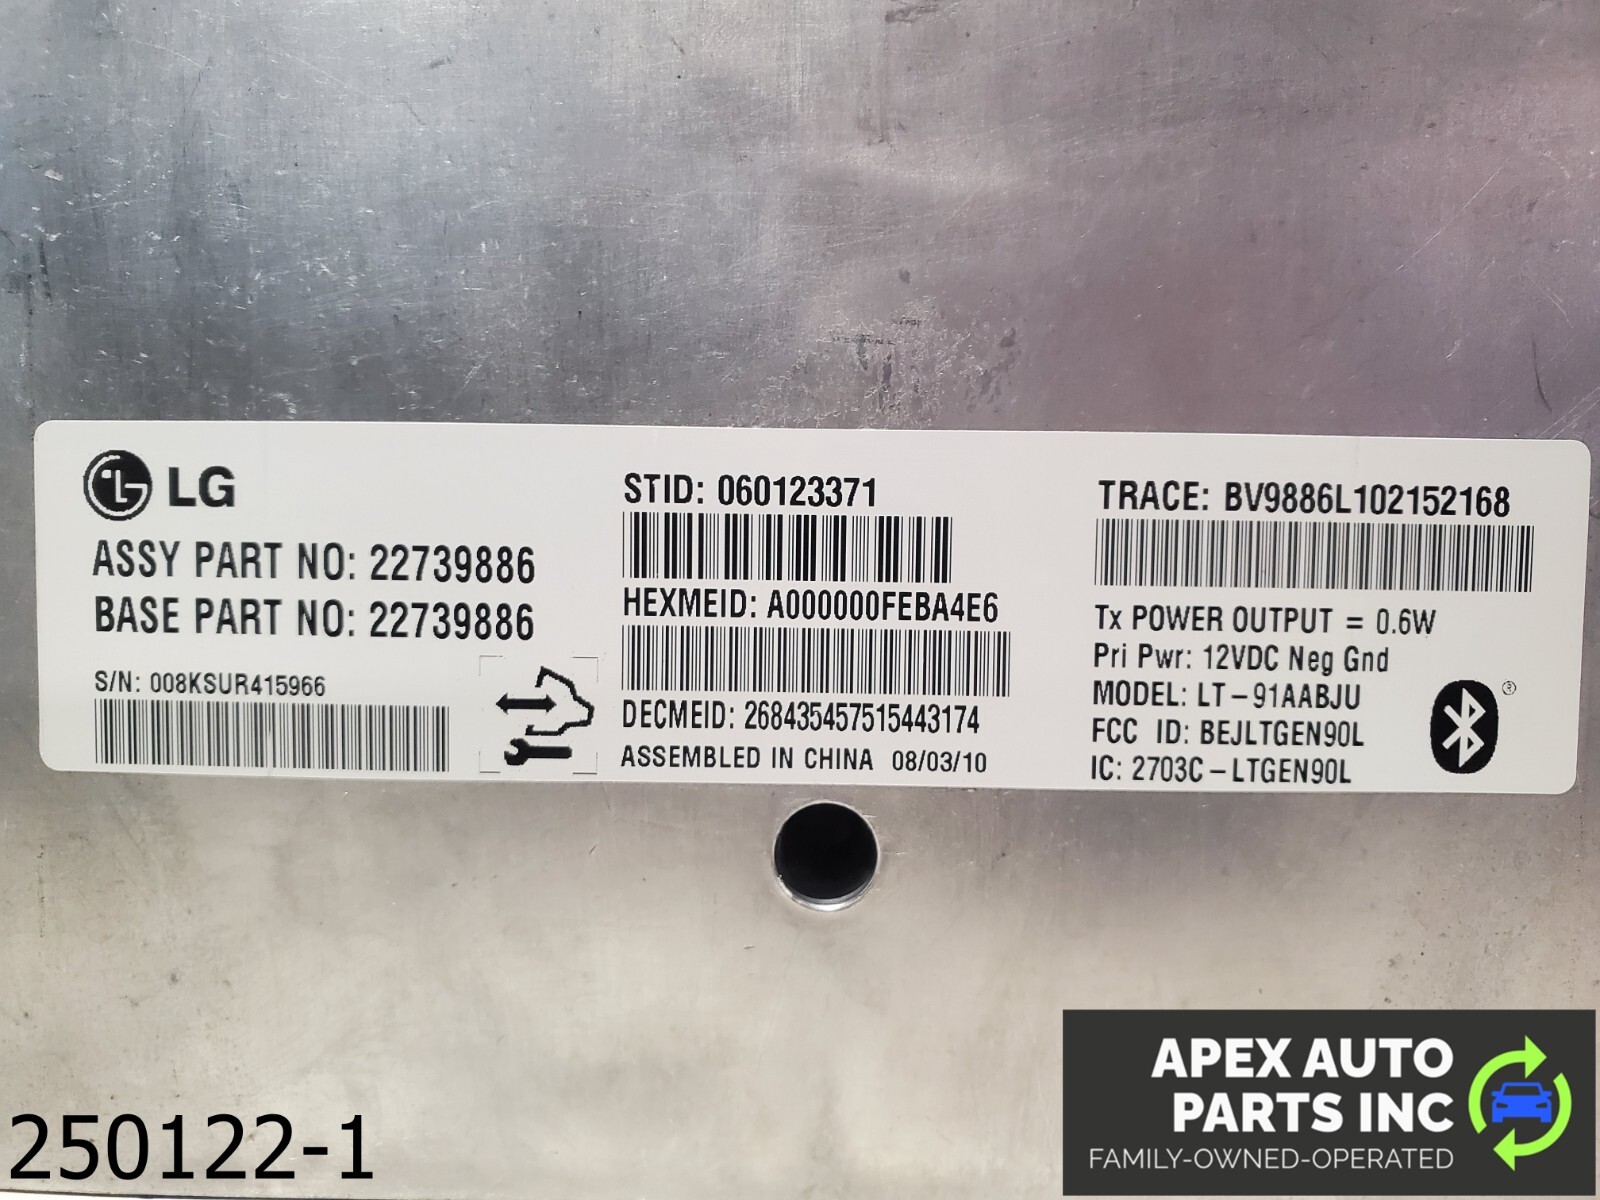 LG
ASSY PART NO: 22739886
BASE PART NO: 22739886
S/N: 008KSUR415966
STID: 060123371
HEXMEID: A000000FEBA4E6
DECMEID: 268435457515443174
ASSEMBLED IN CHINA 08/03/10
TRACE: BV9886L102152168
Tx POWER OUTPUT = 0.6W
Pri Pwr: 12VDC Neg Gnd
MODEL: LT-91AABJU
FCC ID: BEJLTGEN90L
IC: 2703C-LTGEN90L
®
250122-1
APEX AUTO
PARTS INC
FAMILY-OWNED-OPERATED